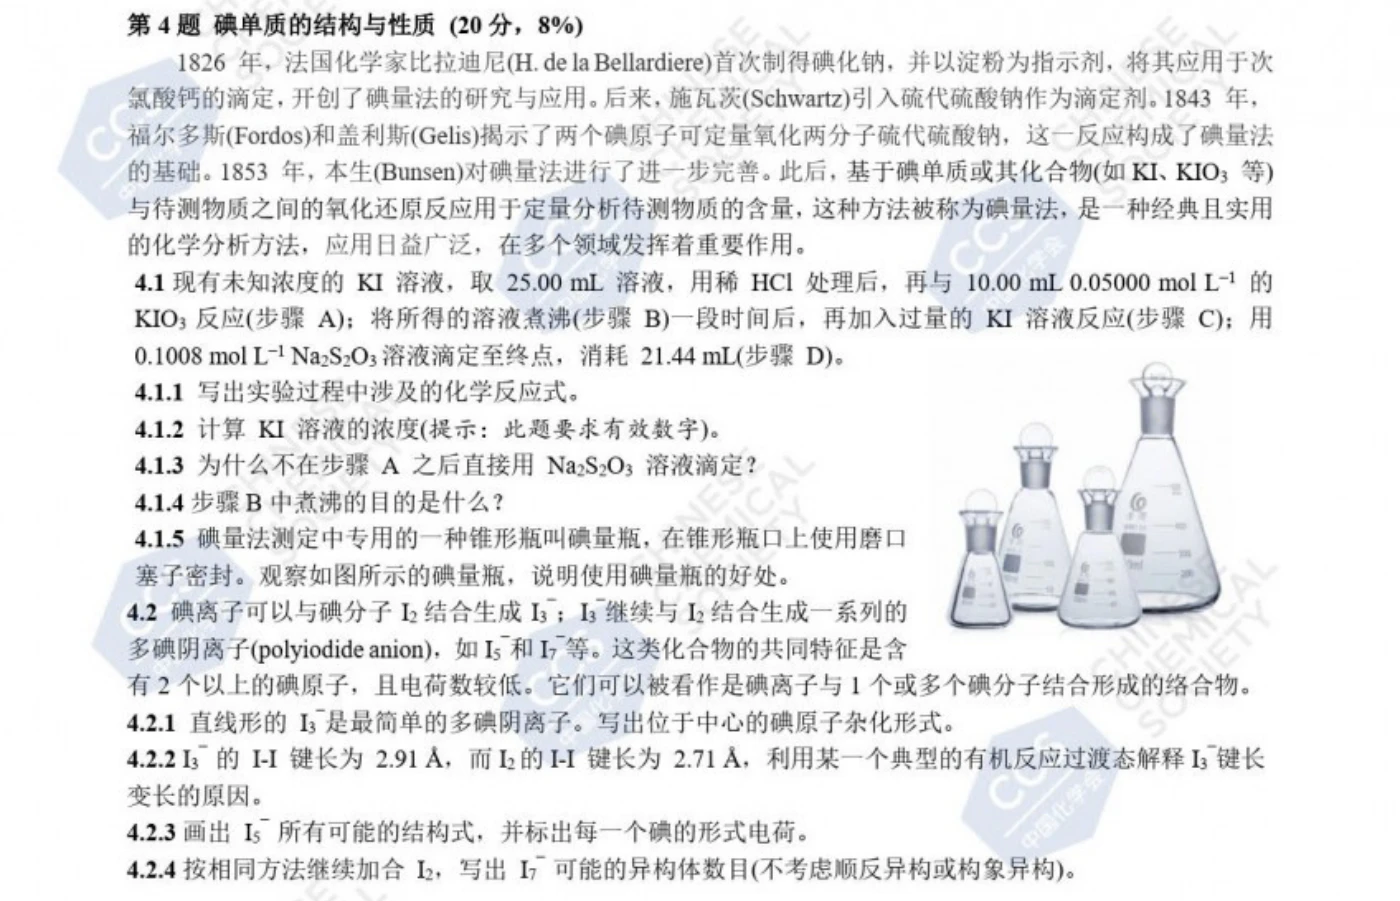 第 4 题 碘单质的结构与性质 (20 分，8%)
1826 年，法国化学家比拉迪尼(H. de la Bellardiere)首次制得碘化钠，并以淀粉为指示剂，将其应用于次
氯酸钙的滴定，开创了碘量法的研究与应用。后来，施瓦茨(Schwartz)引入硫代硫酸钠作为滴定剂。1843 年，
福尔多斯(Fordos)和盖利斯(Gelis)揭示了两个碘原子可定量氧化两分子硫代硫酸钠，这一反应构成了碘量法
的基础。1853 年，本生(Bunsen)对碘量法进行了进一步完善。此后，基于碘单质或其化合物(如 KI、KIO₃ 等)
与待测物质之间的氧化还原反应用于定量分析待测物质的含量，这种方法被称为碘量法，是一种经典且实用
的化学分析方法，应用日益广泛，在多个领域发挥着重要作用。
4.1 现有未知浓度的 KI 溶液，取 25.00 mL 溶液，用稀 HCl 处理后，再与 10.00 mL 0.05000 mol L⁻¹ 的
KIO₃ 反应(步骤 A)；将所得的溶液煮沸(步骤 B)一段时间后，再加入过量的 KI 溶液反应(步骤 C)；用
0.1008 mol L⁻¹ Na₂S₂O₃ 溶液滴定至终点，消耗 21.44 mL(步骤 D)。
4.1.1 写出实验过程中涉及的化学反应式。
4.1.2 计算 KI 溶液的浓度(提示：此题要求有效数字)。
4.1.3 为什么不在步骤 A 之后直接用 Na₂S₂O₃ 溶液滴定？
4.1.4 步骤 B 中煮沸的目的是什么？
4.1.5 碘量法测定中专用的一种锥形瓶叫碘量瓶，在锥形瓶口上使用磨口
塞子密封。观察如图所示的碘量瓶，说明使用碘量瓶的好处。
4.2 碘离子可以与碘分子 I₂ 结合生成 I₃⁻；I₃⁻继续与 I₂ 结合生成一系列的
多碘阴离子(polyiodide anion)，如 I₅⁻和 I₇⁻等。这类化合物的共同特征是含
有 2 个以上的碘原子，且电荷数较低。它们可以被看作是碘离子与 1 个或多个碘分子结合形成的络合物。
4.2.1 直线形的 I₃⁻是最简单的多碘阴离子。写出位于中心的碘原子杂化形式。
4.2.2 I₃⁻ 的 I-I 键长为 2.91 Å，而 I₂ 的 I-I 键长为 2.71 Å，利用某一个典型的有机反应过渡态解释 I₃⁻键长
变长的原因。
4.2.3 画出 I₅⁻ 所有可能的结构式，并标出每一个碘的形式电荷。
4.2.4 按相同方法继续加合 I₂，写出 I₇⁻ 可能的异构体数目(不考虑顺反异构或构象异构)。
CCS
中国化学会
CHINESE
CHEMICAL
SOCIETY